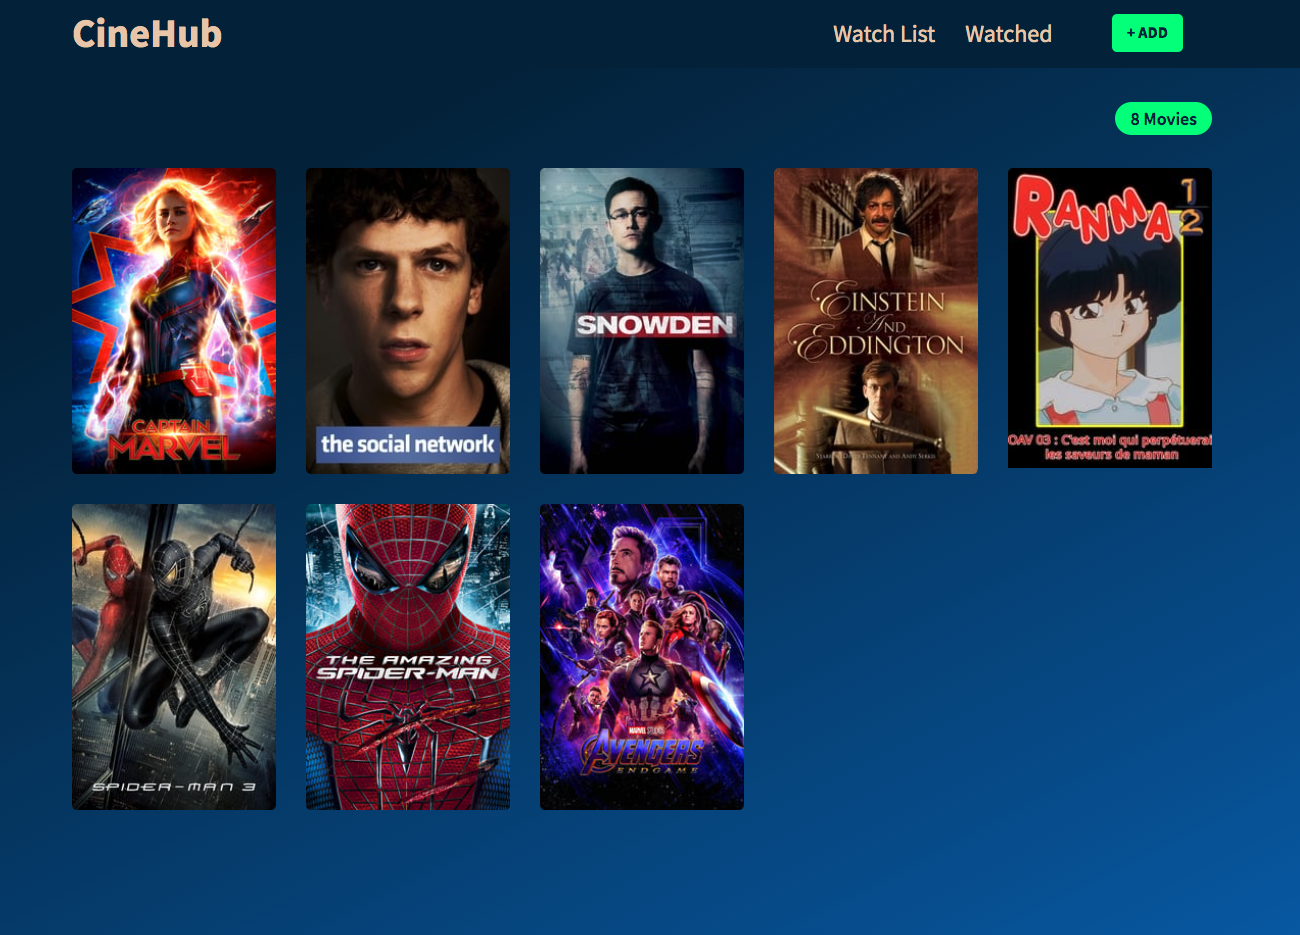 CineHub
Watch List
Watched
+ ADD
8 Movies
CAPTAIN
MARVEL
the social network
SNOWDEN
EINSTEIN
AND
EDDINGTON
STARRING DAVID TENNANT AND ANDY SERKIS
RANMA 1/2
OAV 03 : C'est moi qui perpétuerai
les saveurs de maman
SPIDER-MAN 3
THE AMAZING
SPIDER-MAN
MARVEL STUDIOS
AVENGERS
ENDGAME